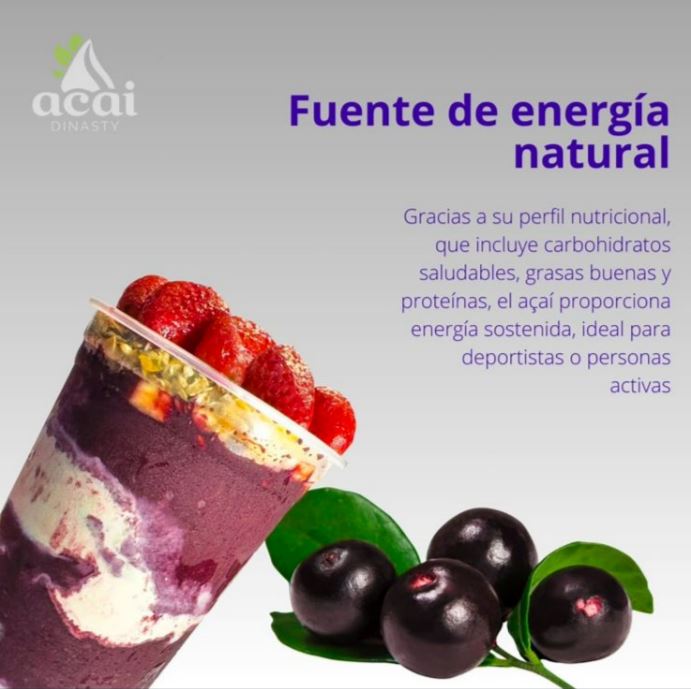 acai
DINASTY
Fuente de energía
natural
Gracias a su perfil nutricional,
que incluye carbohidratos
saludables, grasas buenas y
proteínas, el açaí proporciona
energía sostenida, ideal para
deportistas o personas
activas